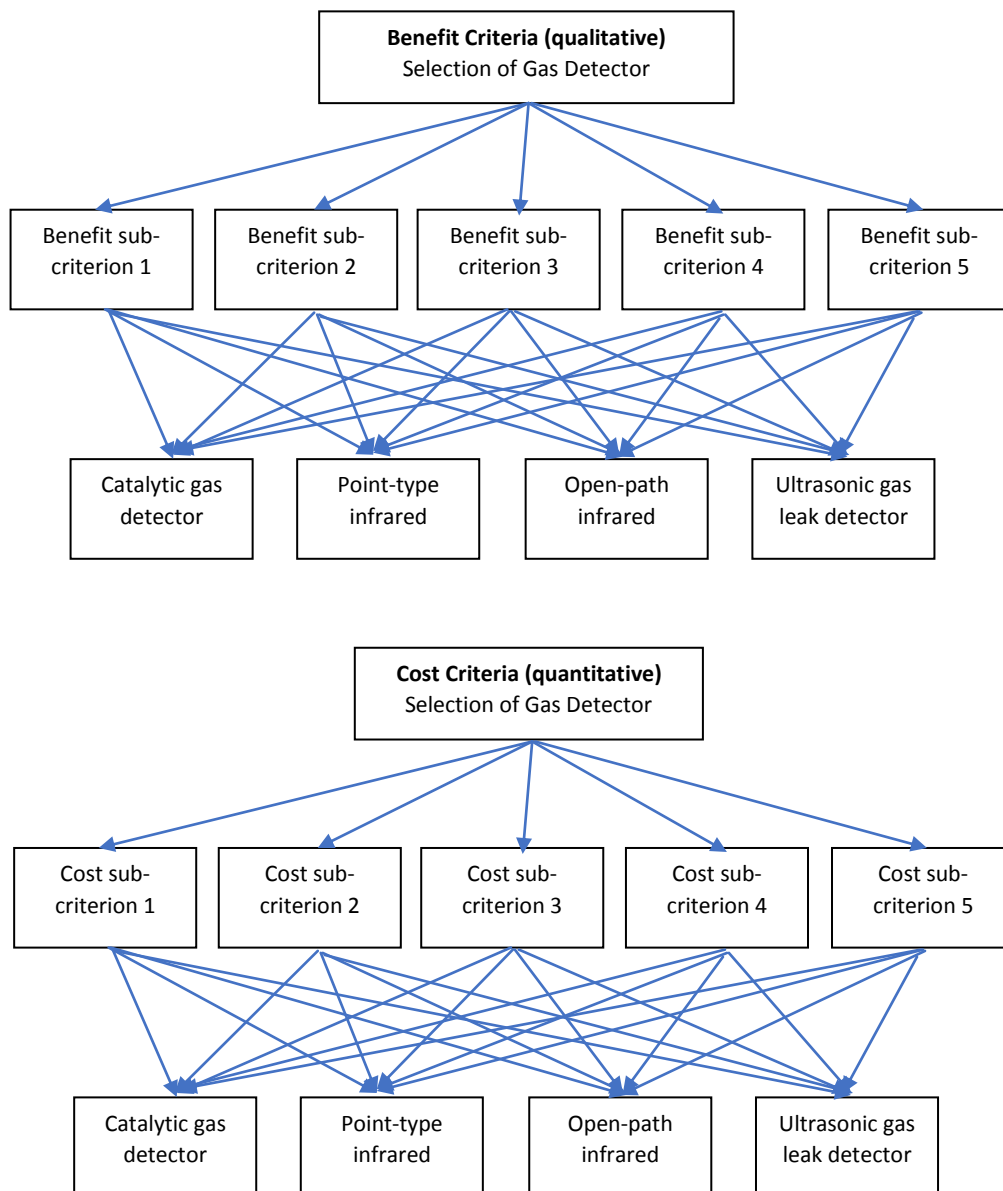 Benefit Criteria (qualitative)
Selection of Gas Detector
Benefit sub-
criterion 1
Benefit sub-
criterion 2
Benefit sub-
criterion 3
Benefit sub-
criterion 4
Benefit sub-
criterion 5
Catalytic gas
detector
Point-type
infrared
Open-path
infrared
Ultrasonic gas
leak detector
Cost Criteria (quantitative)
Selection of Gas Detector
Cost sub-
criterion 1
Cost sub-
criterion 2
Cost sub-
criterion 3
Cost sub-
criterion 4
Cost sub-
criterion 5
Catalytic gas
detector
Point-type
infrared
Open-path
infrared
Ultrasonic gas
leak detector